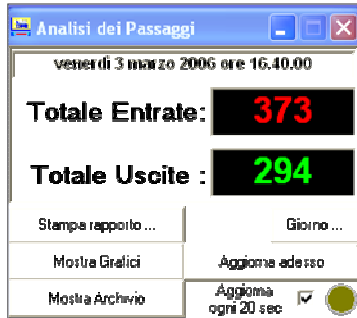 Analisi dei Passaggi
venerdì 3 marzo 2006 ore 16.40.00
Totale Entrate: 373
Totale Uscite : 294
Stampa rapporto ... Giorno ...
Mostra Grafici Aggiorna adesso
Mostra Archivio Aggiorna
ogni 20 sec